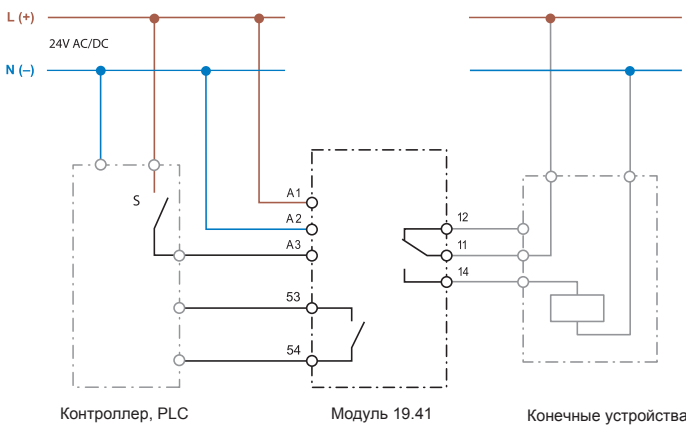 L (+)
24V AC/DC
N (–)
S
A1
A2
A3
53
54
12
11
14
Контроллер, PLC
Модуль 19.41
Конечные устройства